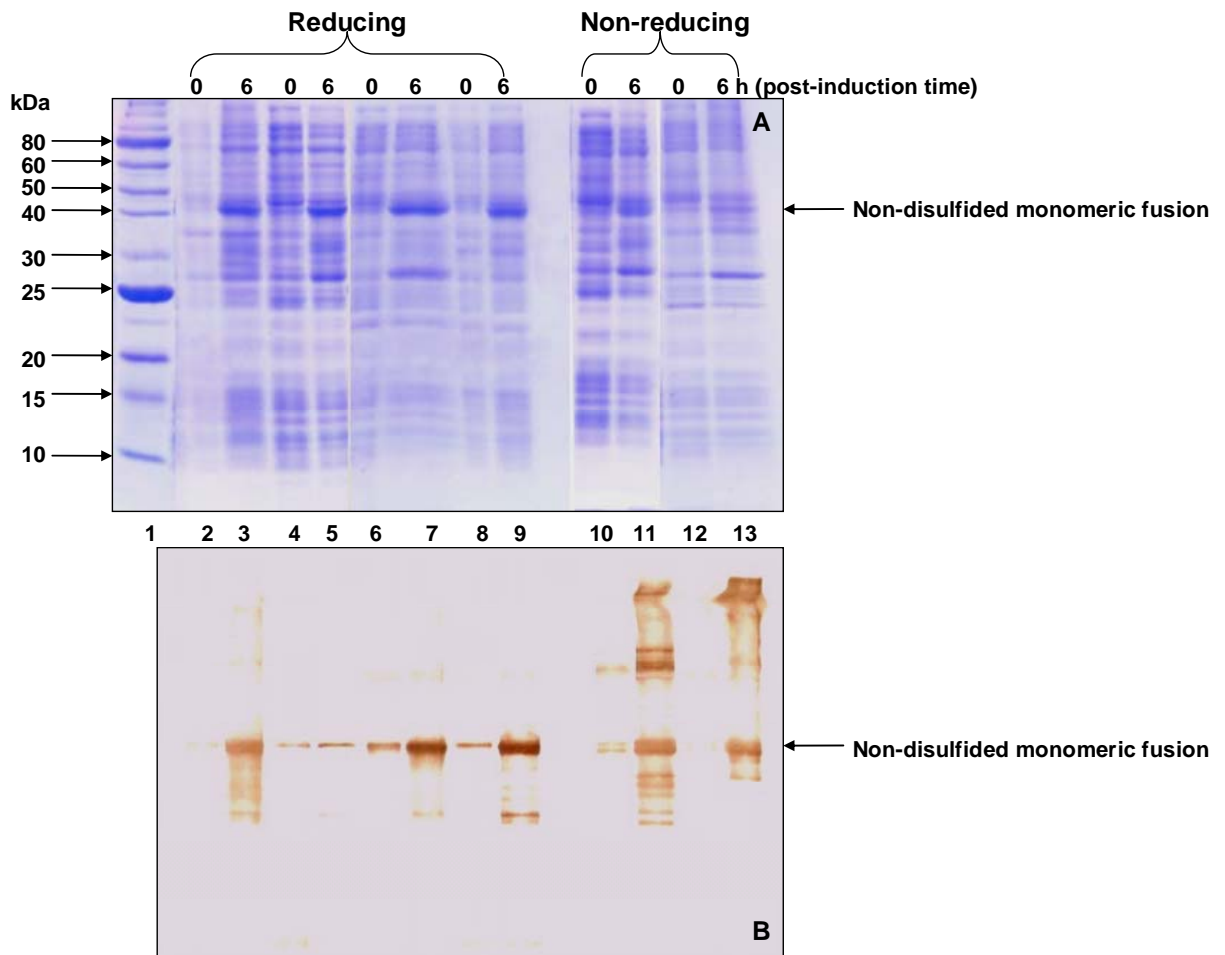 Reducing
Non-reducing
0 6 0 6 0 6 0 6 0 6 0 6 h (post-induction time)
kDa
A
80
60
50
40
30
25
20
15
10
Non-disulfided monomeric fusion
1 2 3 4 5 6 7 8 9 10 11 12 13
Non-disulfided monomeric fusion
B